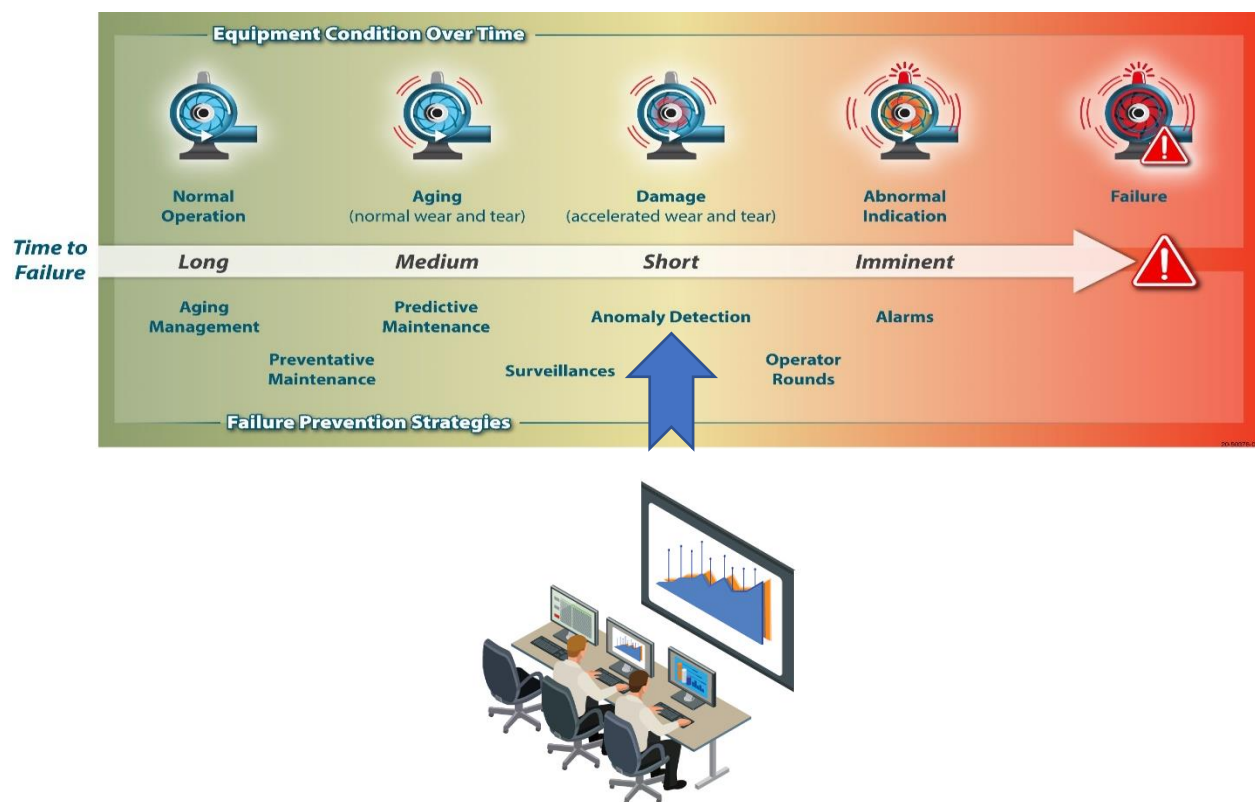 Equipment Condition Over Time
Normal
Operation
Aging
(normal wear and tear)
Damage
(accelerated wear and tear)
Abnormal
Indication
Failure
Time to
Failure
Long
Medium
Short
Imminent
Aging
Management
Predictive
Maintenance
Anomaly Detection
Alarms
Preventative
Maintenance
Surveillances
Operator
Rounds
Failure Prevention Strategies